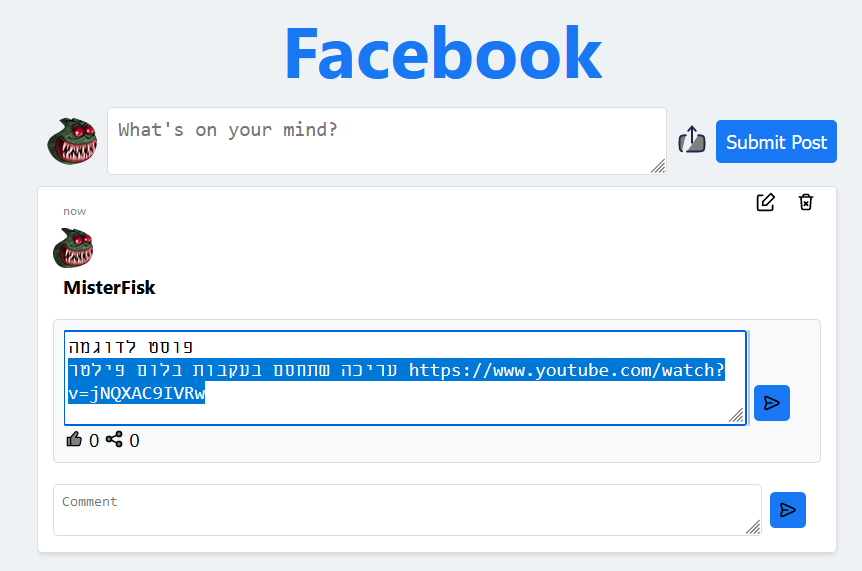 Facebook
What's on your mind?
Submit Post
now
MisterFisk
פוסט לדוגמה
עריכה שתחסם בעקבות בלום פילטר https://www.youtube.com/watch?
v=jNQXAC9IVRw
0 0
Comment